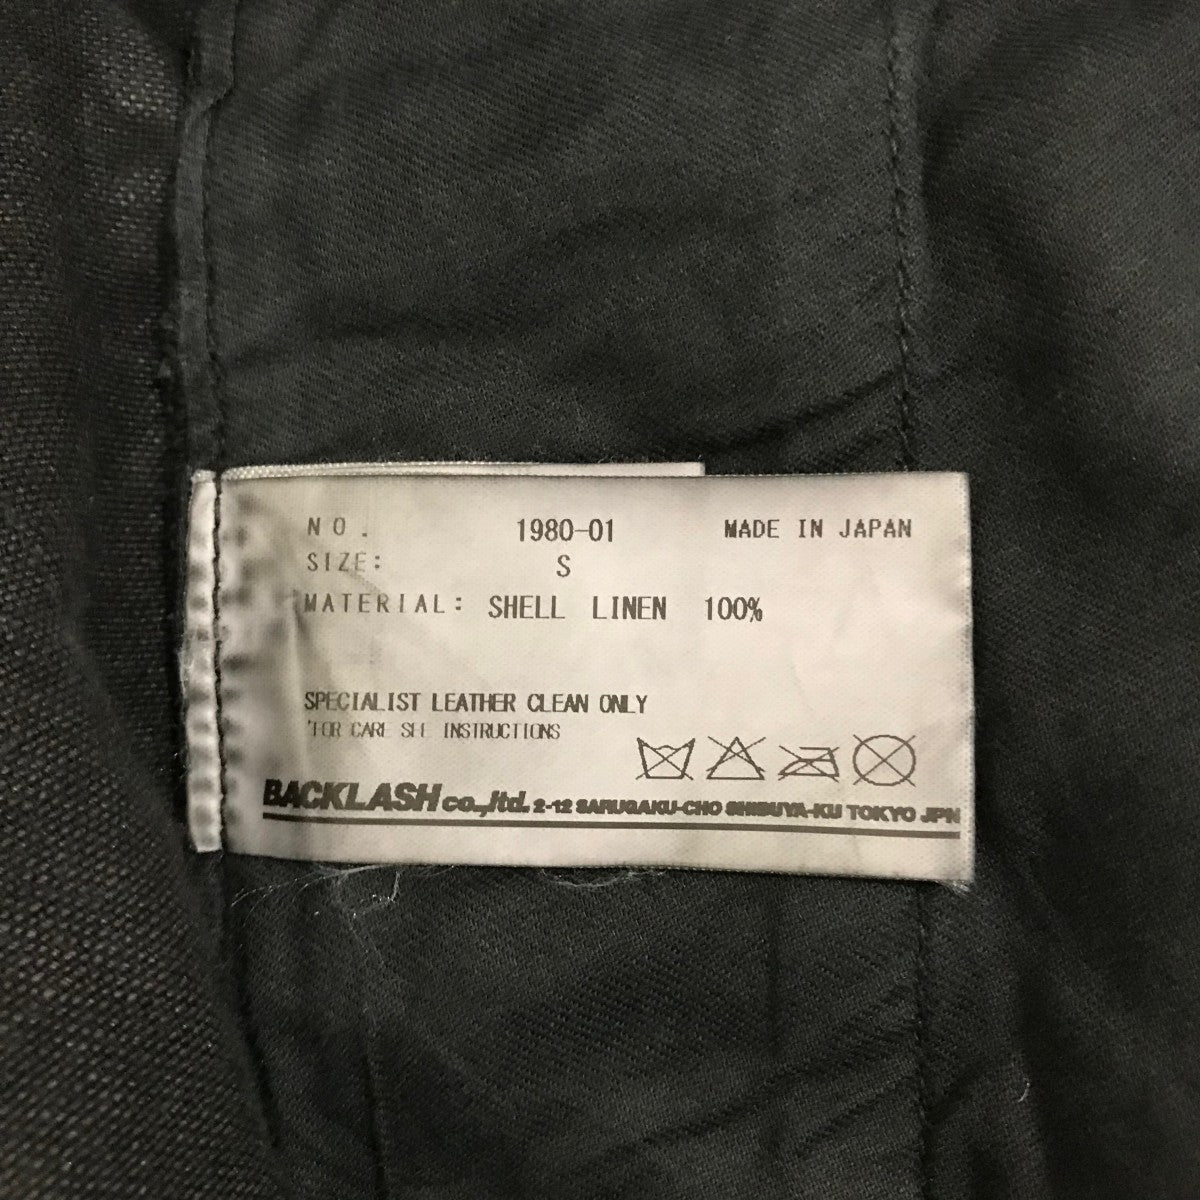 NO. 1980-01 MADE IN JAPAN
SIZE: S
MATERIAL: SHELL LINEN 100%
SPECIALIST LEATHER CLEAN ONLY
'FOR CARE SEE INSTRUCTIONS
BACKLASH co.,ltd. 2-12 SARUGAKU-CHO SHIBUYA-KU TOKYO JPN